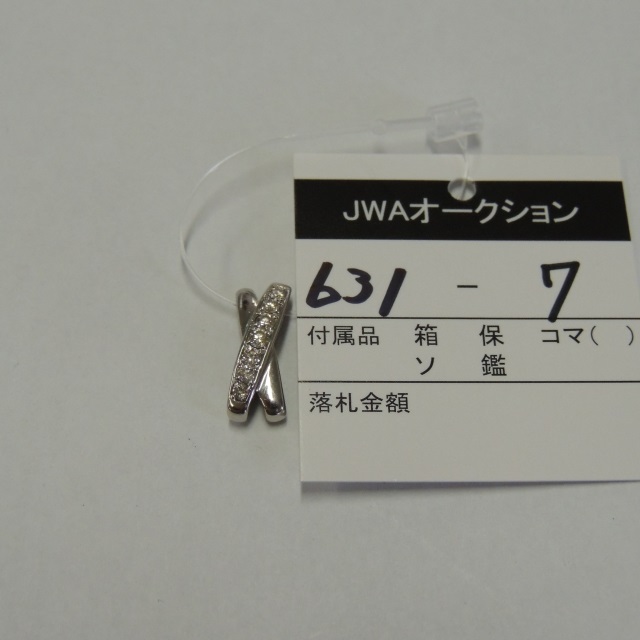 JWAオークション
631 - 7
付属品 箱 保 コマ( )
ソ 鑑
落札金額